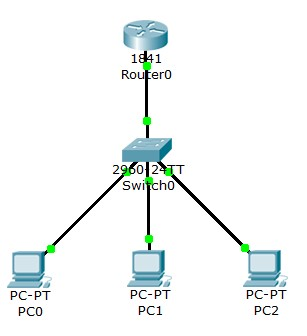 1841
Router0
2960-24TT
Switch0
PC-PT
PC0
PC-PT
PC1
PC-PT
PC2